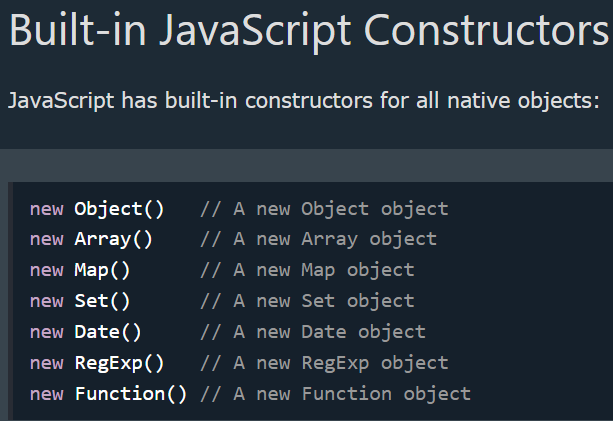 Built-in JavaScript Constructors
JavaScript has built-in constructors for all native objects:
new Object()   // A new Object object
new Array()    // A new Array object
new Map()      // A new Map object
new Set()      // A new Set object
new Date()     // A new Date object
new RegExp()   // A new RegExp object
new Function() // A new Function object